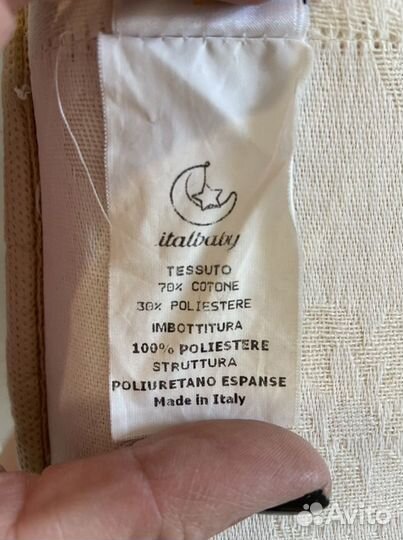 italbaby
TESSUTO
70% COTONE
30% POLIESTERE
IMBOTTITURA
100% POLIESTERE
STRUTTURA
POLIURETANO ESPANSE
Made in Italy
Avito